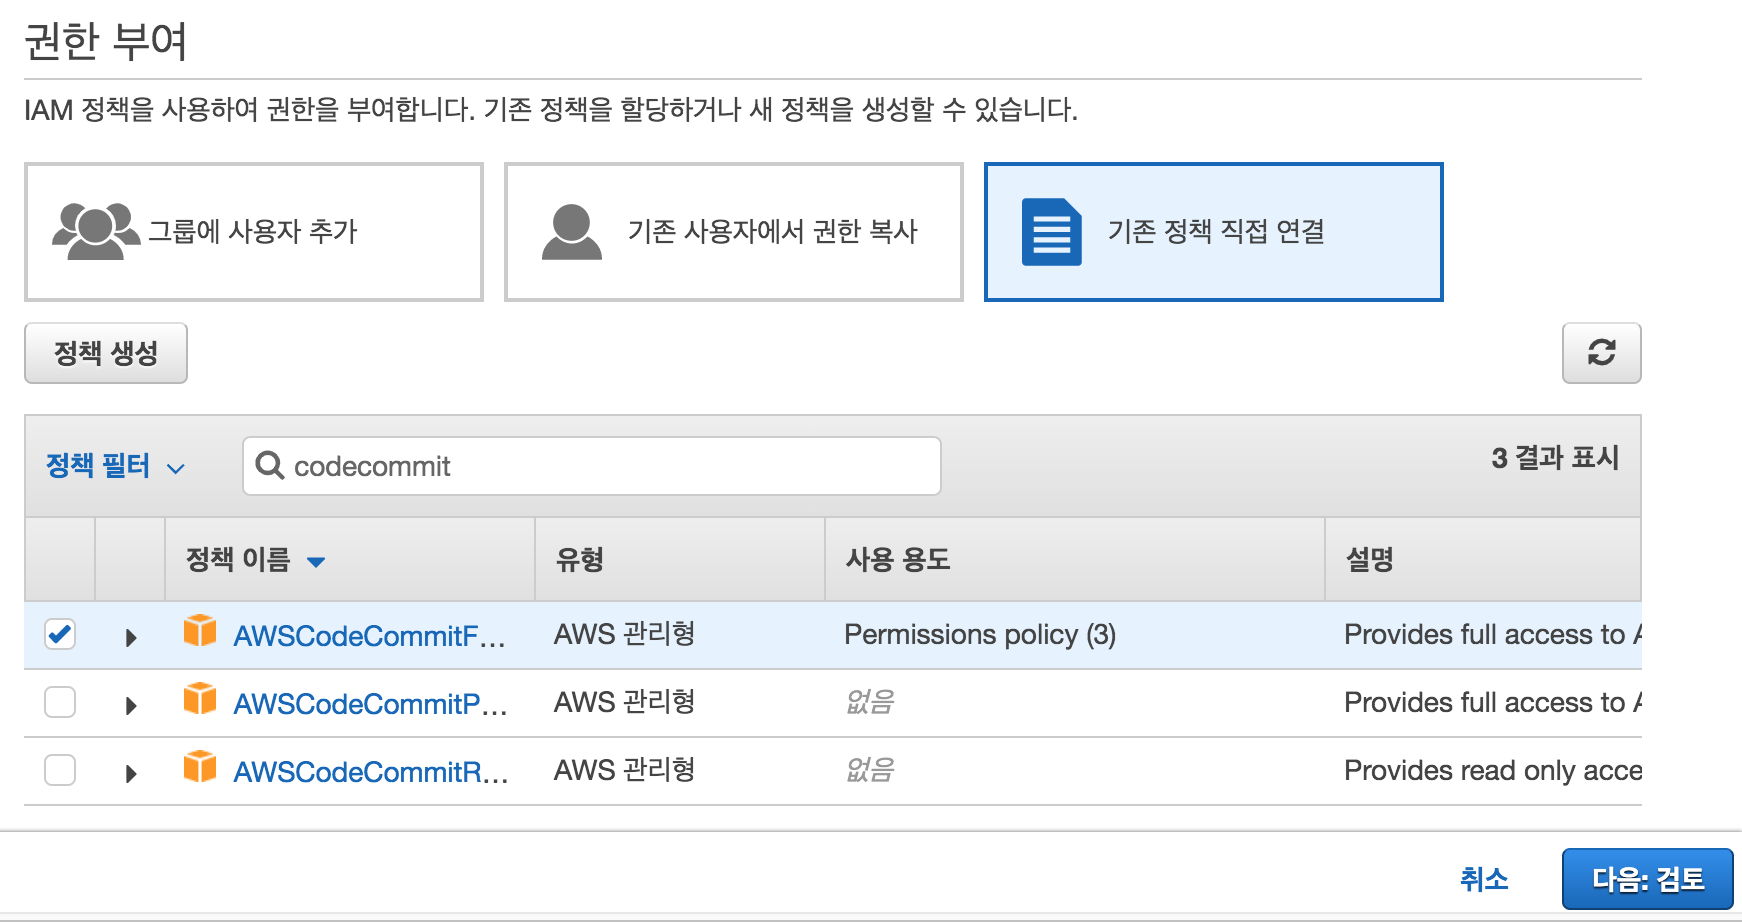 권한 부여
IAM 정책을 사용하여 권한을 부여합니다. 기존 정책을 할당하거나 새 정책을 생성할 수 있습니다.
그룹에 사용자 추가
기존 사용자에서 권한 복사
기존 정책 직접 연결
정책 생성
정책 필터
codecommit
3 결과 표시
정책 이름 유형 사용 용도 설명
AWSCodeCommitF... AWS 관리형 Permissions policy (3) Provides full access to A
AWSCodeCommitP... AWS 관리형 없음 Provides full access to A
AWSCodeCommitR... AWS 관리형 없음 Provides read only acce
취소
다음: 검토